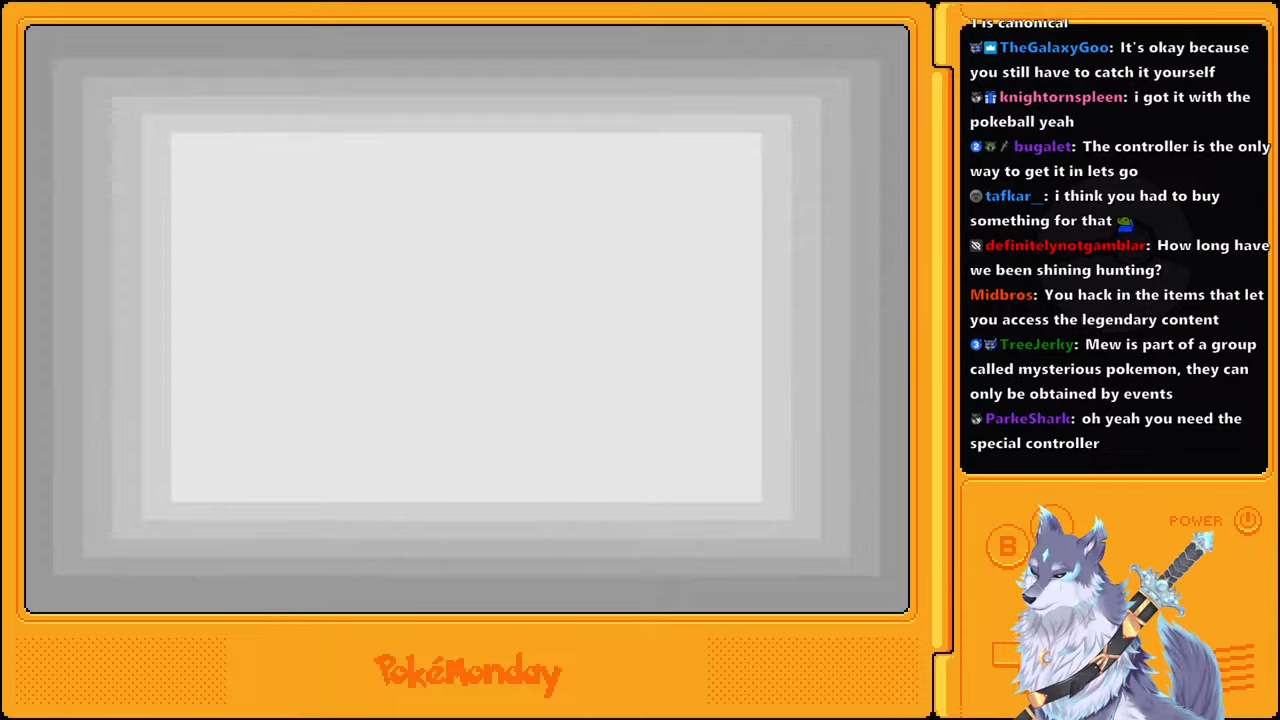 1 is canonical
TheGalaxyGoo: It's okay because
you still have to catch it yourself
knightornspleen: i got it with the
pokeball yeah
bugalet: The controller is the only
way to get it in lets go
tafkar__: i think you had to buy
something for that
definitelynotgamblar: How long have
we been shining hunting?
Midbros: You hack in the items that let
you access the legendary content
TreeJerky: Mew is part of a group
called mysterious pokemon, they can
only be obtained by events
ParkeShark: oh yeah you need the
special controller
POWER
B
PokéMonday